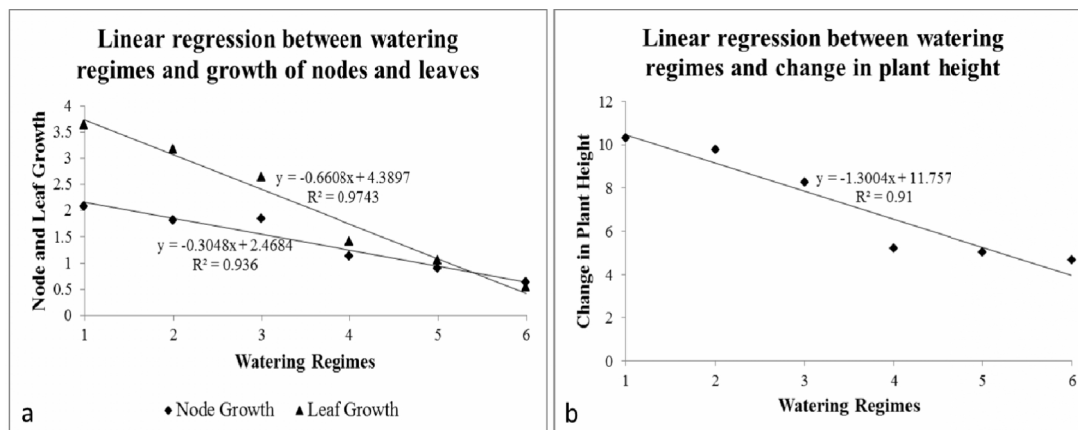 Linear regression between watering
regimes and growth of nodes and leaves
Node and Leaf Growth
4
3.5
3
2.5
2
1.5
1
0.5
0
y = -0.6608x + 4.3897
R² = 0.9743
y = -0.3048x + 2.4684
R² = 0.936
1 2 3 4 5 6
Watering Regimes
Node Growth Leaf Growth
a
Linear regression between watering
regimes and change in plant height
Change in Plant Height
12
10
8
6
4
2
0
y = -1.3004x + 11.757
R² = 0.91
1 2 3 4 5 6
Watering Regimes
b